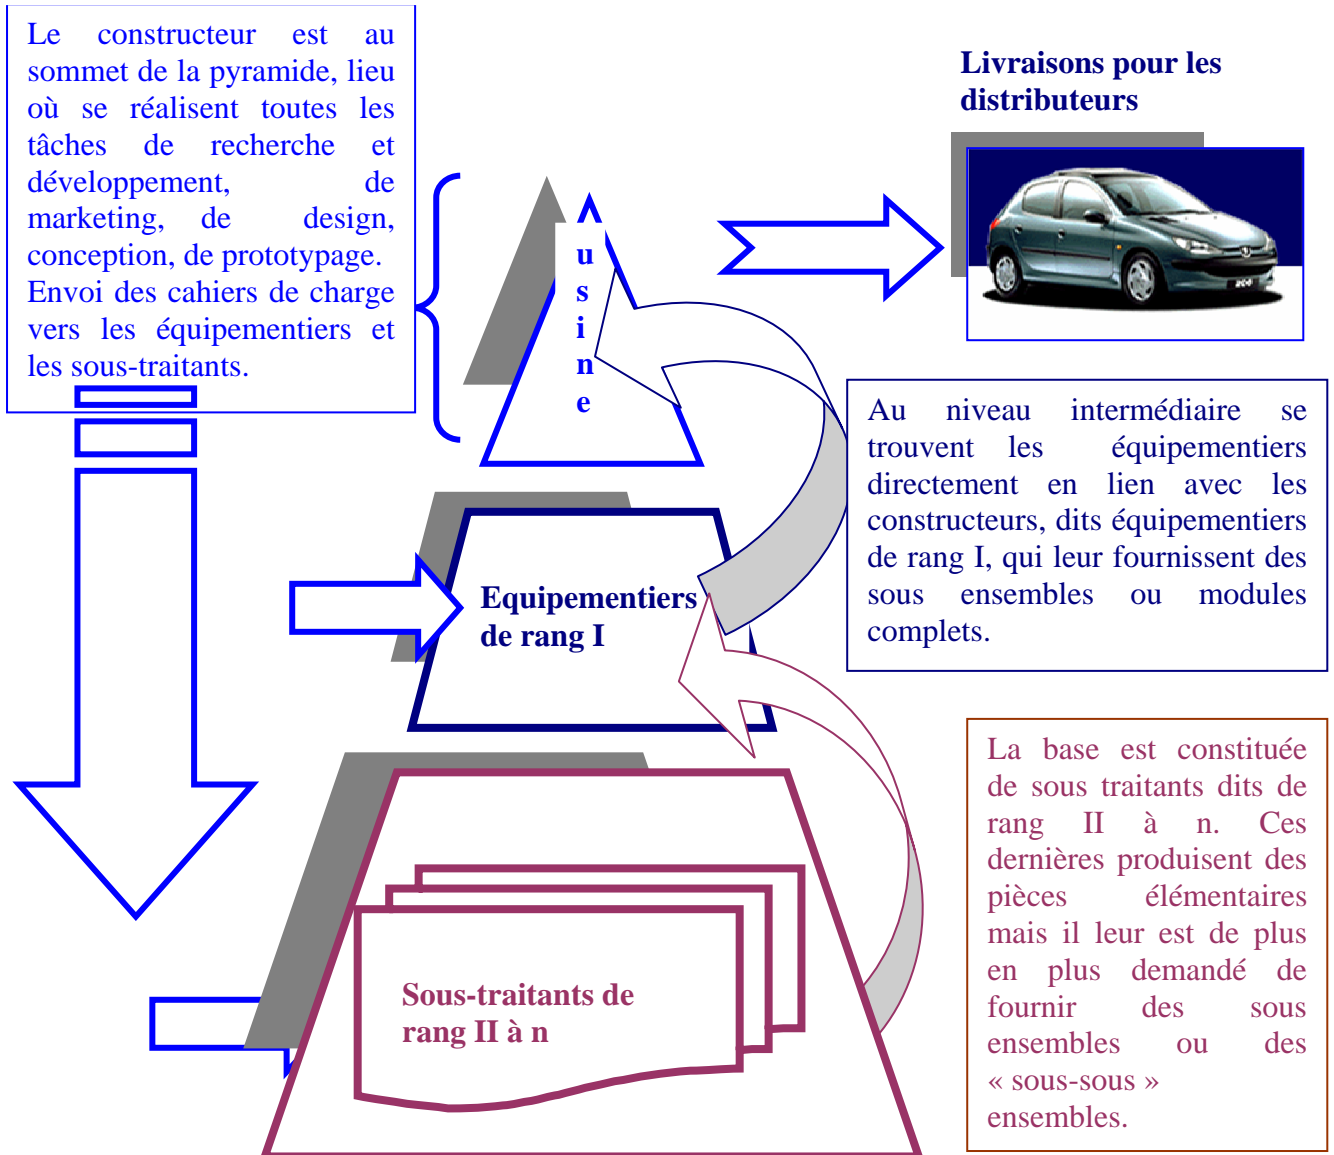 Le constructeur est au
sommet de la pyramide, lieu
où se réalisent toutes les
tâches de recherche et
développement, de
marketing, de design,
conception, de prototypage.
Envoi des cahiers de charge
vers les équipementiers et
les sous-traitants.
Livraisons pour les
distributeurs
u
s
i
n
e
Au niveau intermédiaire se
trouvent les équipementiers
directement en lien avec les
constructeurs, dits équipementiers
de rang I, qui leur fournissent des
sous ensembles ou modules
complets.
Equipementiers
de rang I
La base est constituée
de sous traitants dits de
rang II à n. Ces
dernières produisent des
pièces élémentaires
mais il leur est de plus
en plus demandé de
fournir des sous
ensembles ou des
« sous-sous »
ensembles.
Sous-traitants de
rang II à n